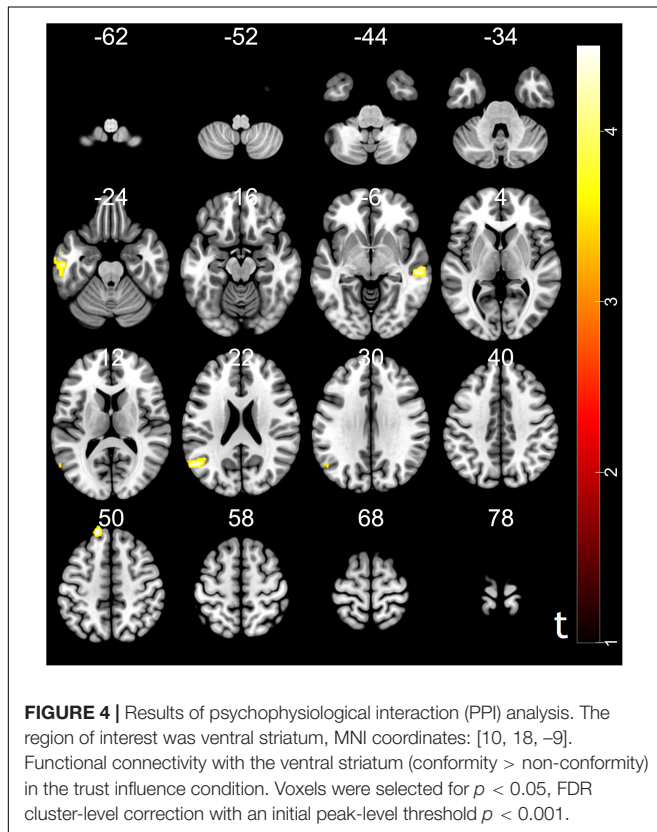 -62 -52 -44 -34
-24 -16 -6 4
12 22 30 40
50 58 68 78
4
3
2
1
t
FIGURE 4 | Results of psychophysiological interaction (PPI) analysis. The
region of interest was ventral striatum, MNI coordinates: [10, 18, –9].
Functional connectivity with the ventral striatum (conformity > non-conformity)
in the trust influence condition. Voxels were selected for p < 0.05, FDR
cluster-level correction with an initial peak-level threshold p < 0.001.